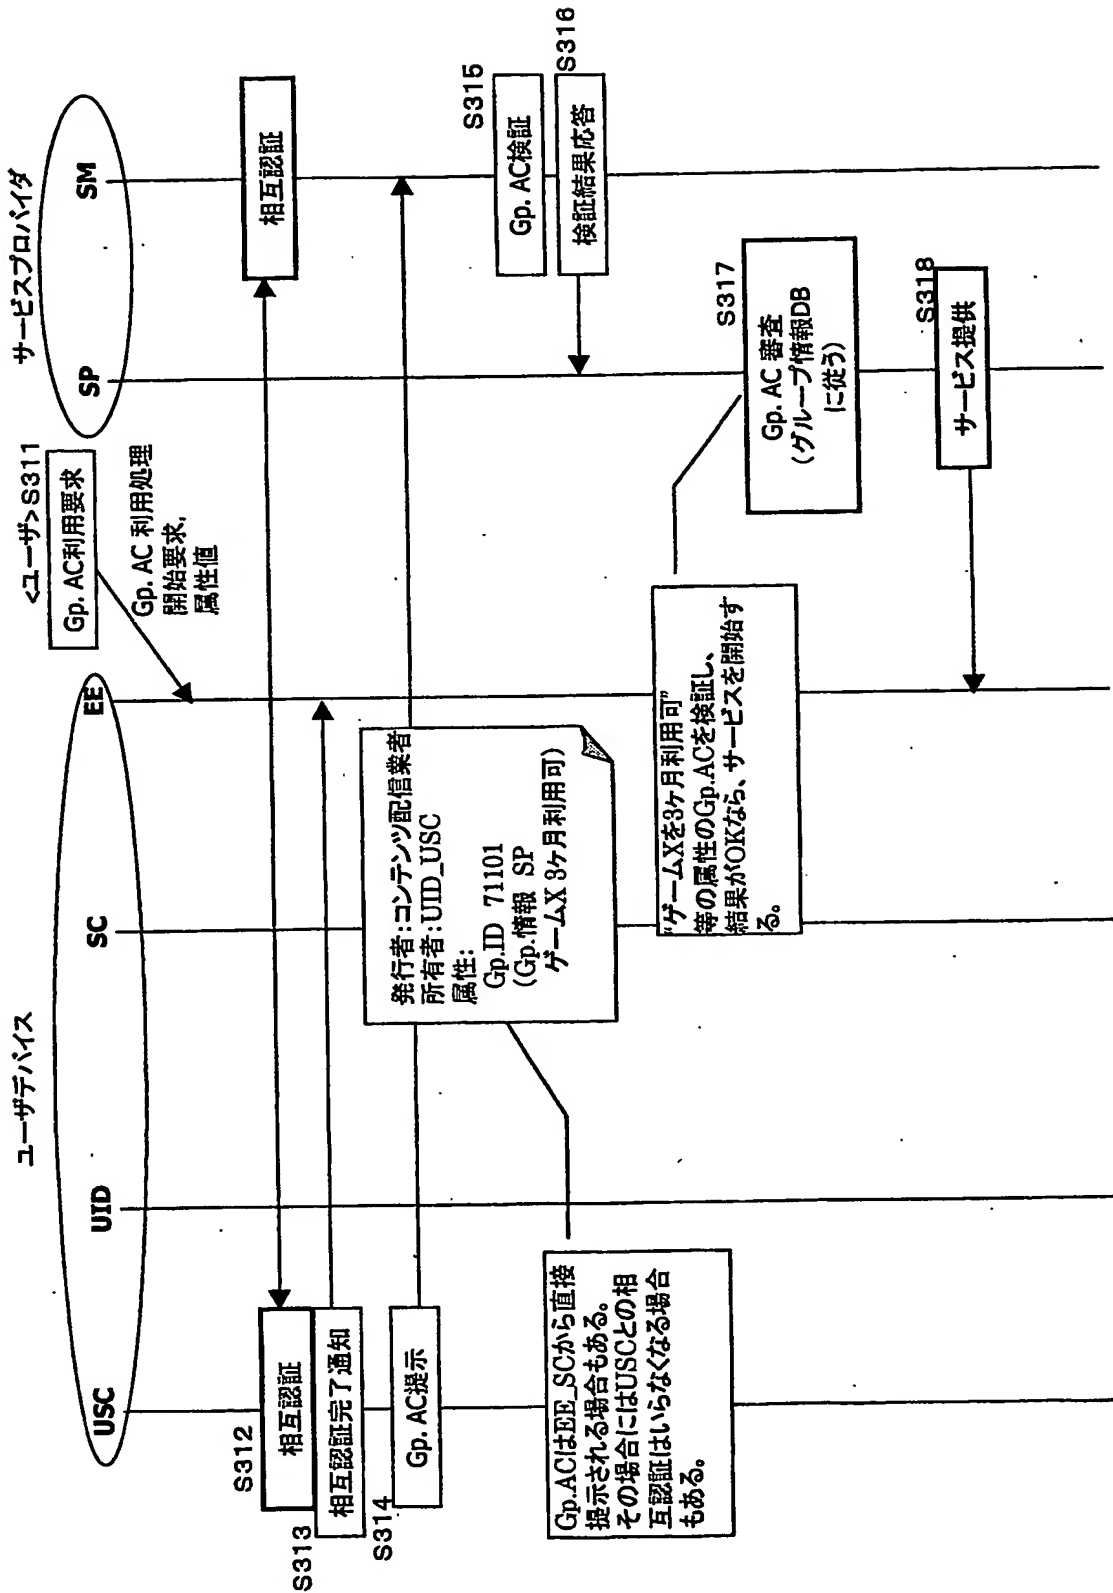 ユーザデバイス
サービスプロバイダ
USC
UID
SC
EE
SP
SM
<ユーザ>S311
Gp. AC利用要求
Gp. AC 利用処理
開始要求,
属性値
S312
相互認証
相互認証
S313
相互認証完了通知
S314
Gp. AC提示
発行者:コンテンツ配信業者
所有者:UID_USC
属性:
Gp.ID 71101
(Gp.情報 SP
ゲームX 3ヶ月利用可)
S315
Gp. AC検証
S316
検証結果応答
Gp.ACはEE_SCから直接
提示される場合もある。
その場合にはUSCとの相
互認証はいらなくなる場合
もある。
"ゲームXを3ヶ月利用可"
等の属性のGp.ACを検証し、
結果がOKなら、サービスを開始す
る。
S317
Gp. AC 審査
(グループ情報DB
に従う)
S318
サービス提供